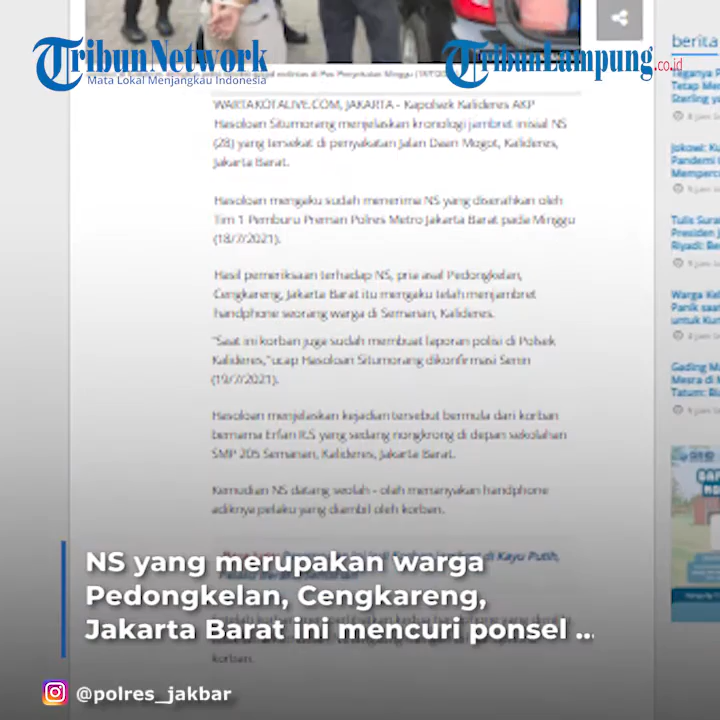 Tribun Network
Mata Lokal Menjangkau Indonesia
TribunLampung.co.id
berita
WARTAKOTALIVE.COM, JAKARTA - Kapolsek Kalideres AKP
Hasoloan Situmorang menjelaskan kronologi jambret inisial NS
(28) yang tersekat di penyekatan Jalan Daan Mogot, Kalideres,
Jakarta Barat.
Hasoloan mengaku sudah menerima NS yang diserahkan oleh
Tim 1 Pemburu Preman Polres Metro Jakarta Barat pada Minggu
(18/7/2021).
Hasil pemeriksaan terhadap NS, pria asal Pedongkelan,
Cengkareng, Jakarta Barat itu mengaku telah menjambret
handphone seorang warga di Semanan, Kalideres.
"Saat ini korban juga sudah membuat laporan polisi di Polsek
Kalideres,"ucap Hasoloan Situmorang dikonfirmasi Senin
(19/7/2021).
Hasoloan menjelaskan kejadian tersebut bermula dari korban
bernama Erfan R.S yang sedang nongkrong di depan sekolahan
SMP 205 Semanan, Kalideres, Jakarta Barat.
Kemudian NS datang seolah - olah menanyakan handphone
adiknya pelaku yang diambil oleh korban.
di Kayu Putih,
korban.
NS yang merupakan warga
Pedongkelan, Cengkareng,
Jakarta Barat ini mencuri ponsel ...
@polres_jakbar